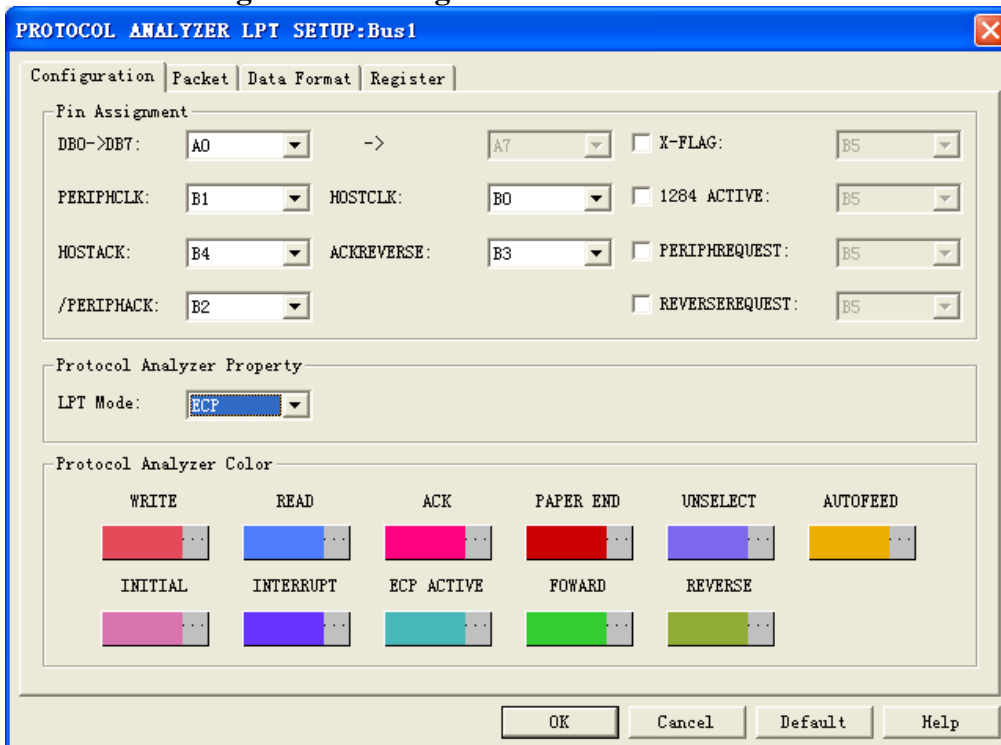 PROTOCOL ANALYZER LPT SETUP:Bus1
Configuration Packet Data Format Register
Pin Assignment
DB0->DB7: A0 -> A7 X-FLAG: B5
PERIPHCLK: B1 HOSTCLK: B0 1284 ACTIVE: B5
HOSTACK: B4 ACKREVERSE: B3 PERIPHREQUEST: B5
/PERIPHACK: B2 REVERSEREQUEST: B5
Protocol Analyzer Property
LPT Mode: ECP
Protocol Analyzer Color
WRITE READ ACK PAPER END UNSELECT AUTOFEED
... ... ... ... ... ...
INITIAL INTERRUPT ECP ACTIVE FOWARD REVERSE
... ... ... ... ...
OK Cancel Default Help